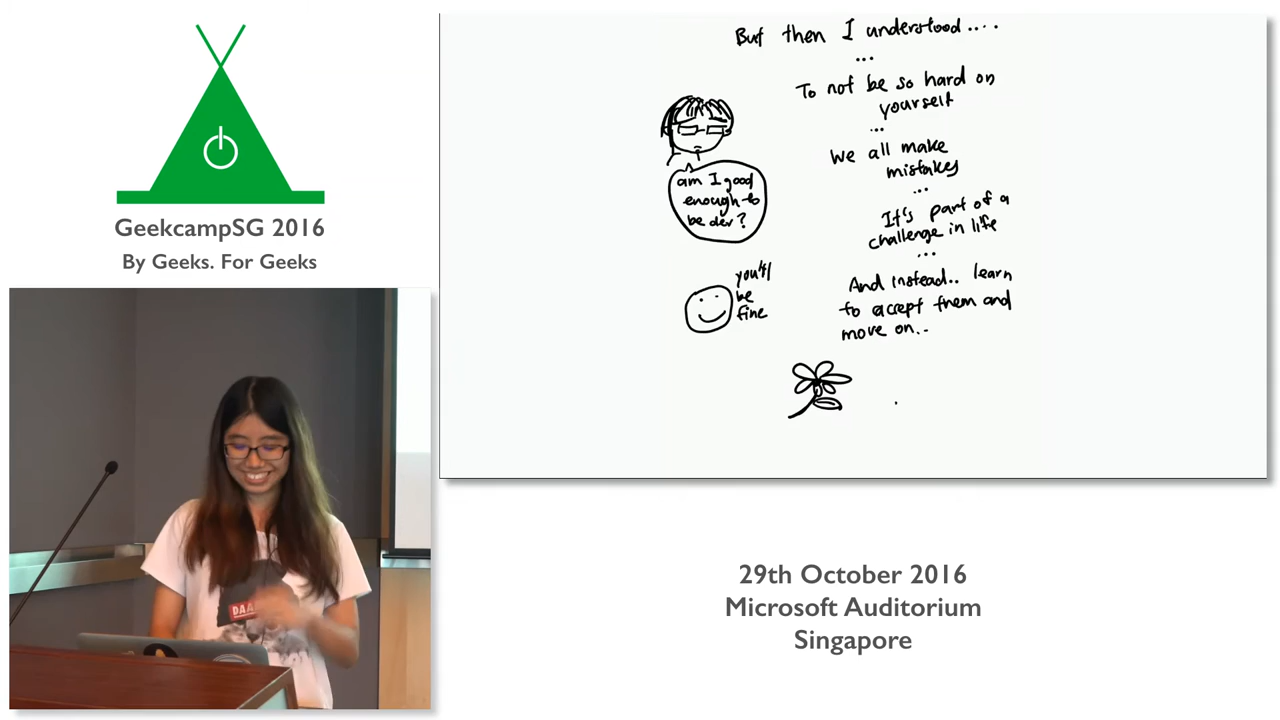 GeekcampSG 2016
By Geeks. For Geeks
But then I understood....
...
To not be so hard on
yourself
...
We all make
mistakes
...
It's part of a
challenge in life
...
And instead.. learn
to accept them and
move on..
am I good
enough to
be dev?
you'll
be
fine
DAA
29th October 2016
Microsoft Auditorium
Singapore